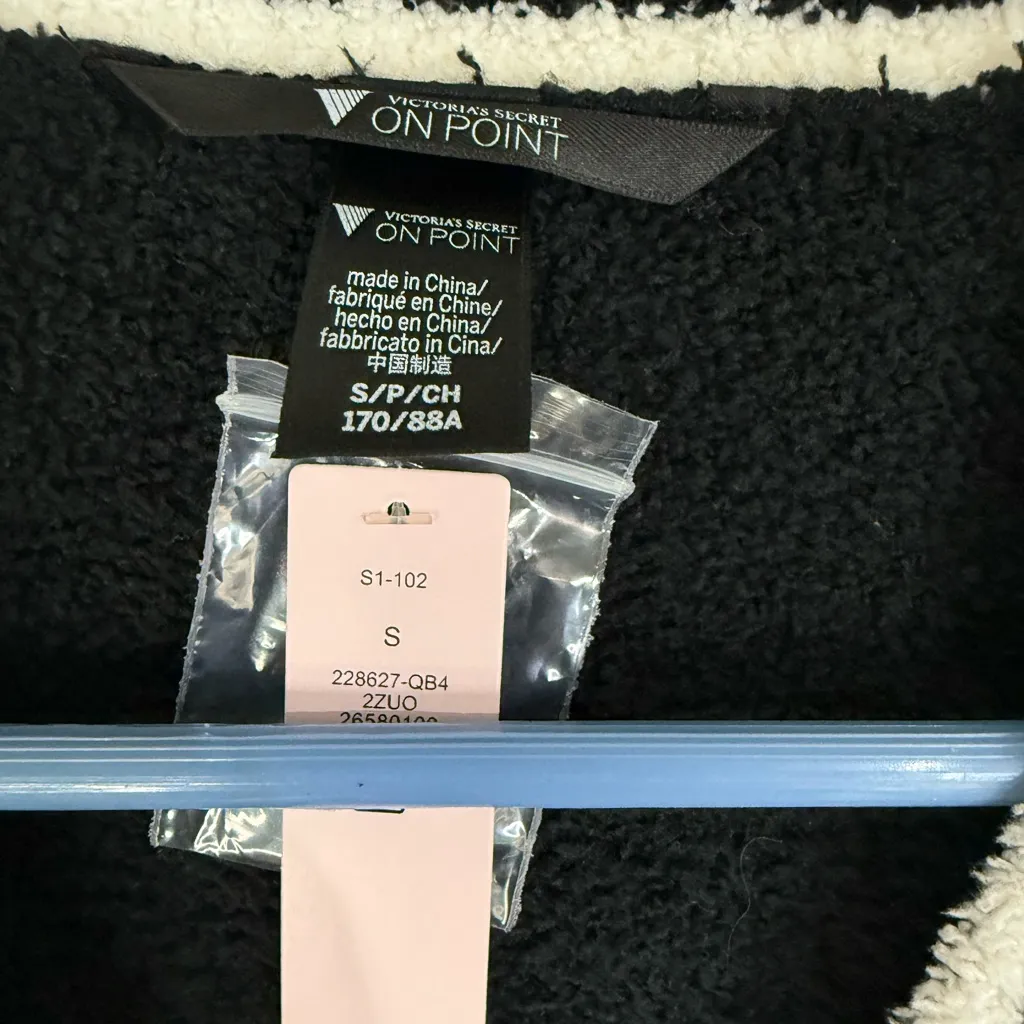 VICTORIA'S SECRET
ON POINT
VICTORIA'S SECRET
ON POINT
made in China/
fabriqué en Chine/
hecho en China/
fabbricato in Cina/
中国制造
S/P/CH
170/88A
S1-102
S
228627-QB4
2ZUO